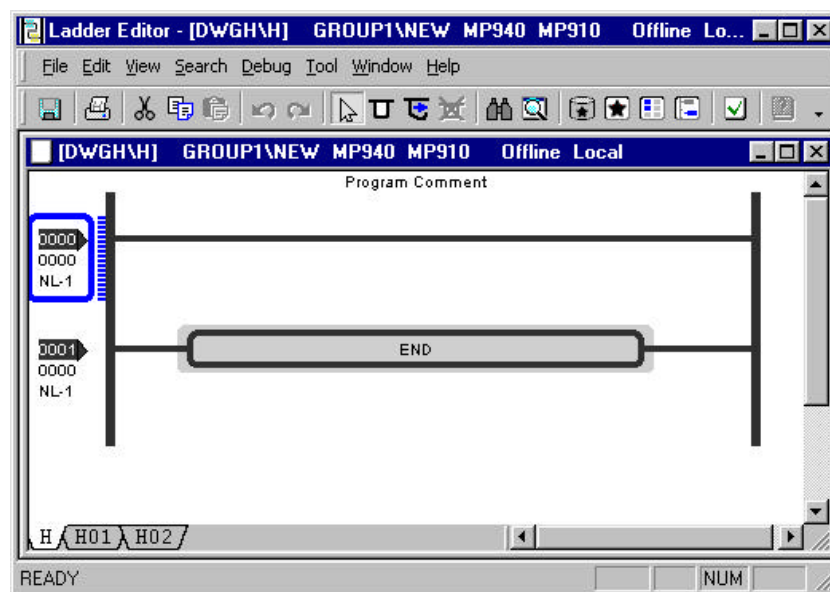 Ladder Editor - [DWGH\H] GROUP1\NEW MP940 MP910 Offline Lo...
File Edit View Search Debug Tool Window Help
[DWGH\H] GROUP1\NEW MP940 MP910 Offline Local
Program Comment
0000
0000
NL-1
0001
0000
NL-1
END
H H01 H02
READY
NUM